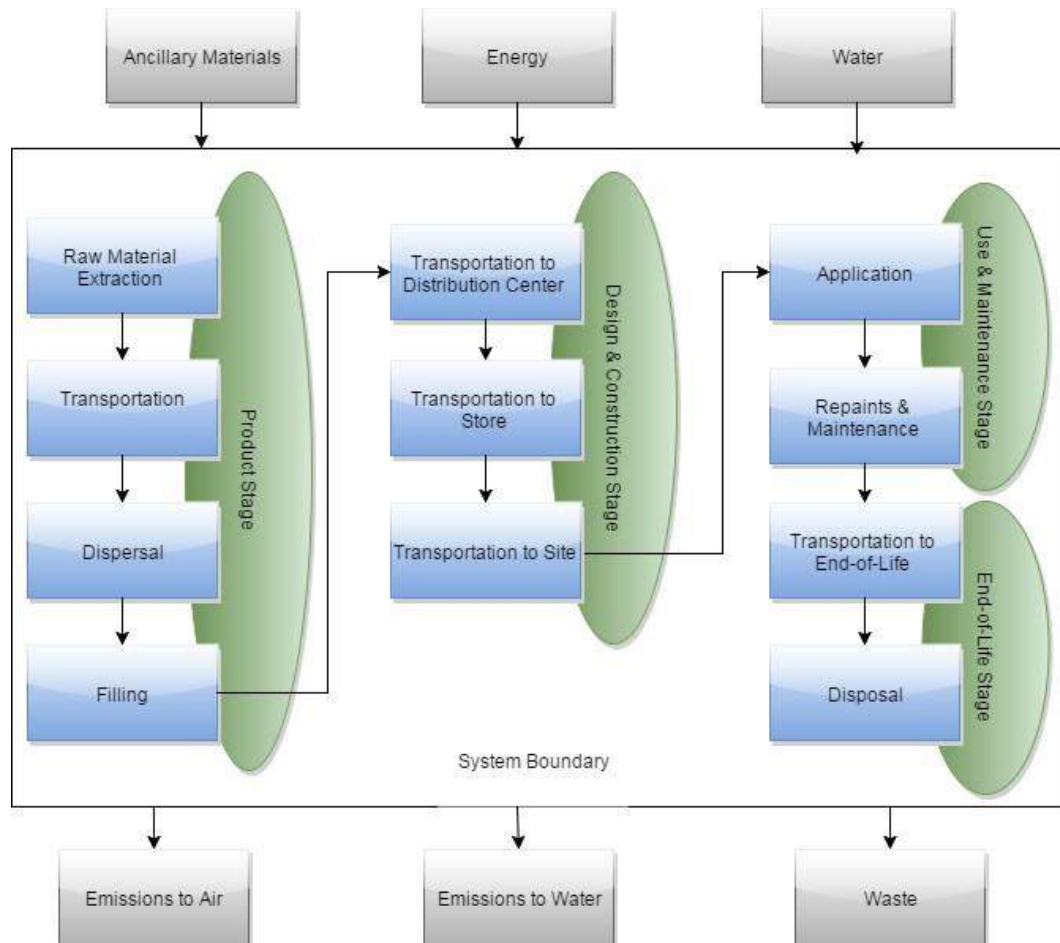 Ancillary Materials
Energy
Water
Raw Material
Extraction
Transportation
Dispersal
Filling
Product Stage
Transportation to
Distribution Center
Transportation to
Store
Transportation to Site
Design & Construction Stage
Application
Repaints &
Maintenance
Use & Maintenance Stage
Transportation to
End-of-Life
Disposal
End-of-Life Stage
System Boundary
Emissions to Air
Emissions to Water
Waste